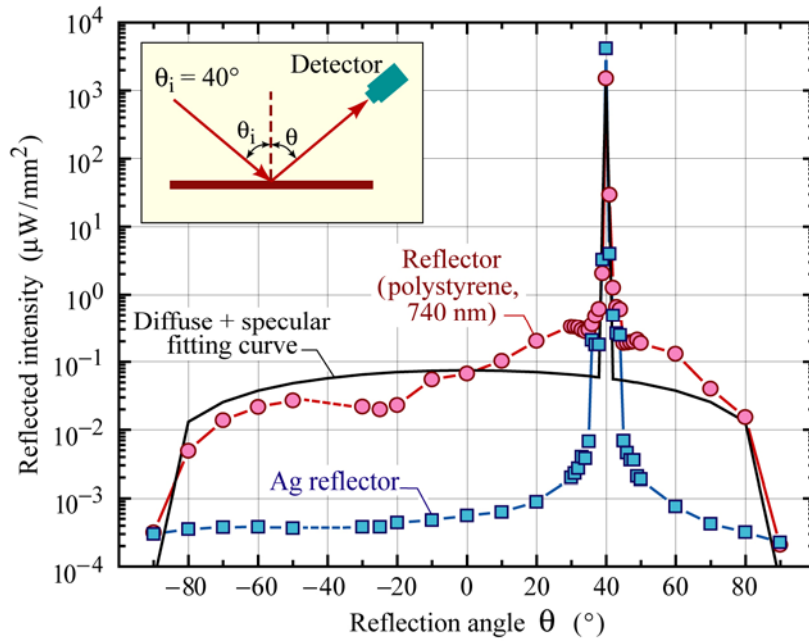 10⁴
10³
10²
10¹
10⁰
10⁻¹
10⁻²
10⁻³
10⁻⁴
Reflected intensity (μW/mm²)
θi = 40°
Detector
θi
θ
Reflector
(polystyrene,
740 nm)
Diffuse + specular
fitting curve
Ag reflector
−80
−60
−40
−20
0
20
40
60
80
Reflection angle θ (°)